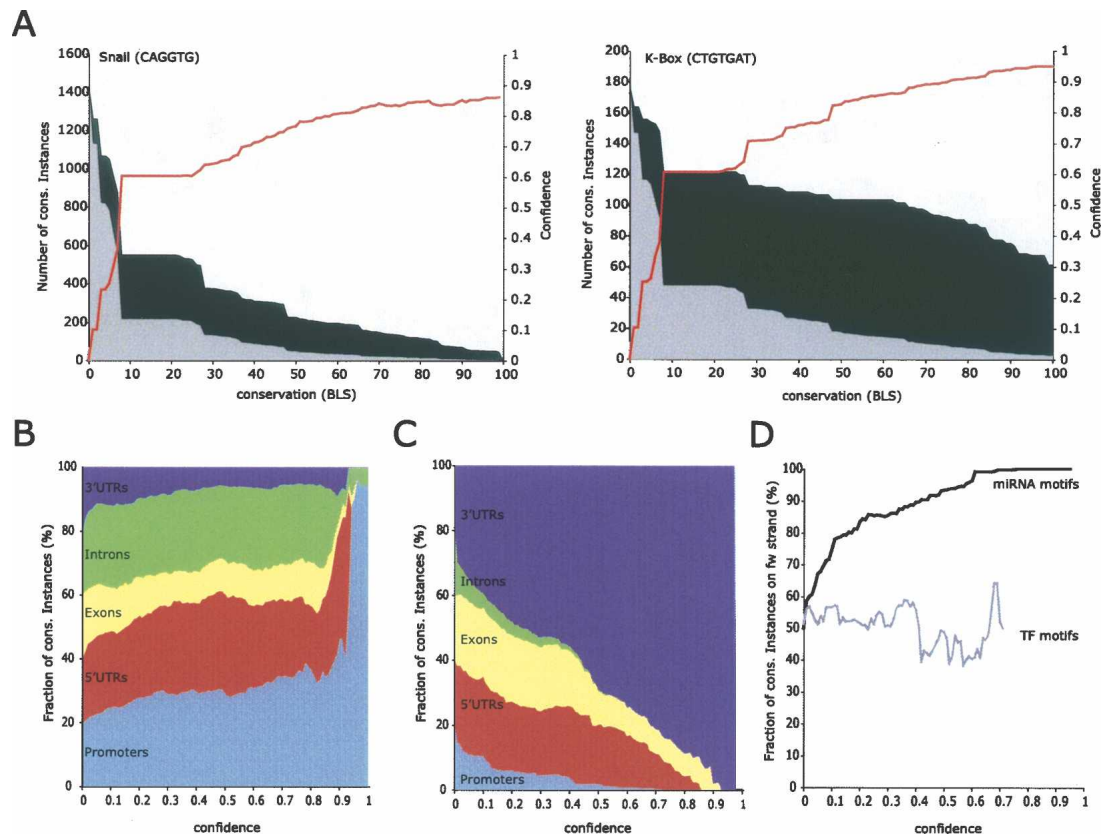 A
Snail (CAGGTG)
1600
1400
1200
1000
800
600
400
200
0
Number of cons. Instances
0 10 20 30 40 50 60 70 80 90 100
conservation (BLS)
1
0.9
0.8
0.7
0.6
0.5
0.4
0.3
0.2
0.1
0
Confidence
K-Box (CTGTGAT)
200
180
160
140
120
100
80
60
40
20
0
Number of cons. Instances
0 10 20 30 40 50 60 70 80 90 100
conservation (BLS)
1
0.9
0.8
0.7
0.6
0.5
0.4
0.3
0.2
0.1
0
Confidence
B
100
80
60
40
20
0
Fraction of cons. Instances (%)
3'UTRs
Introns
Exons
5'UTRs
Promoters
0 0.1 0.2 0.3 0.4 0.5 0.6 0.7 0.8 0.9 1
confidence
C
100
80
60
40
20
0
Fraction of cons. Instances (%)
3'UTRs
Introns
Exons
5'UTRs
Promoters
0 0.1 0.2 0.3 0.4 0.5 0.6 0.7 0.8 0.9 1
confidence
D
100
90
80
70
60
50
40
30
20
10
0
Fraction of cons. Instances on fw strand (%)
miRNA motifs
TF motifs
0 0.1 0.2 0.3 0.4 0.5 0.6 0.7 0.8 0.9 1
confidence